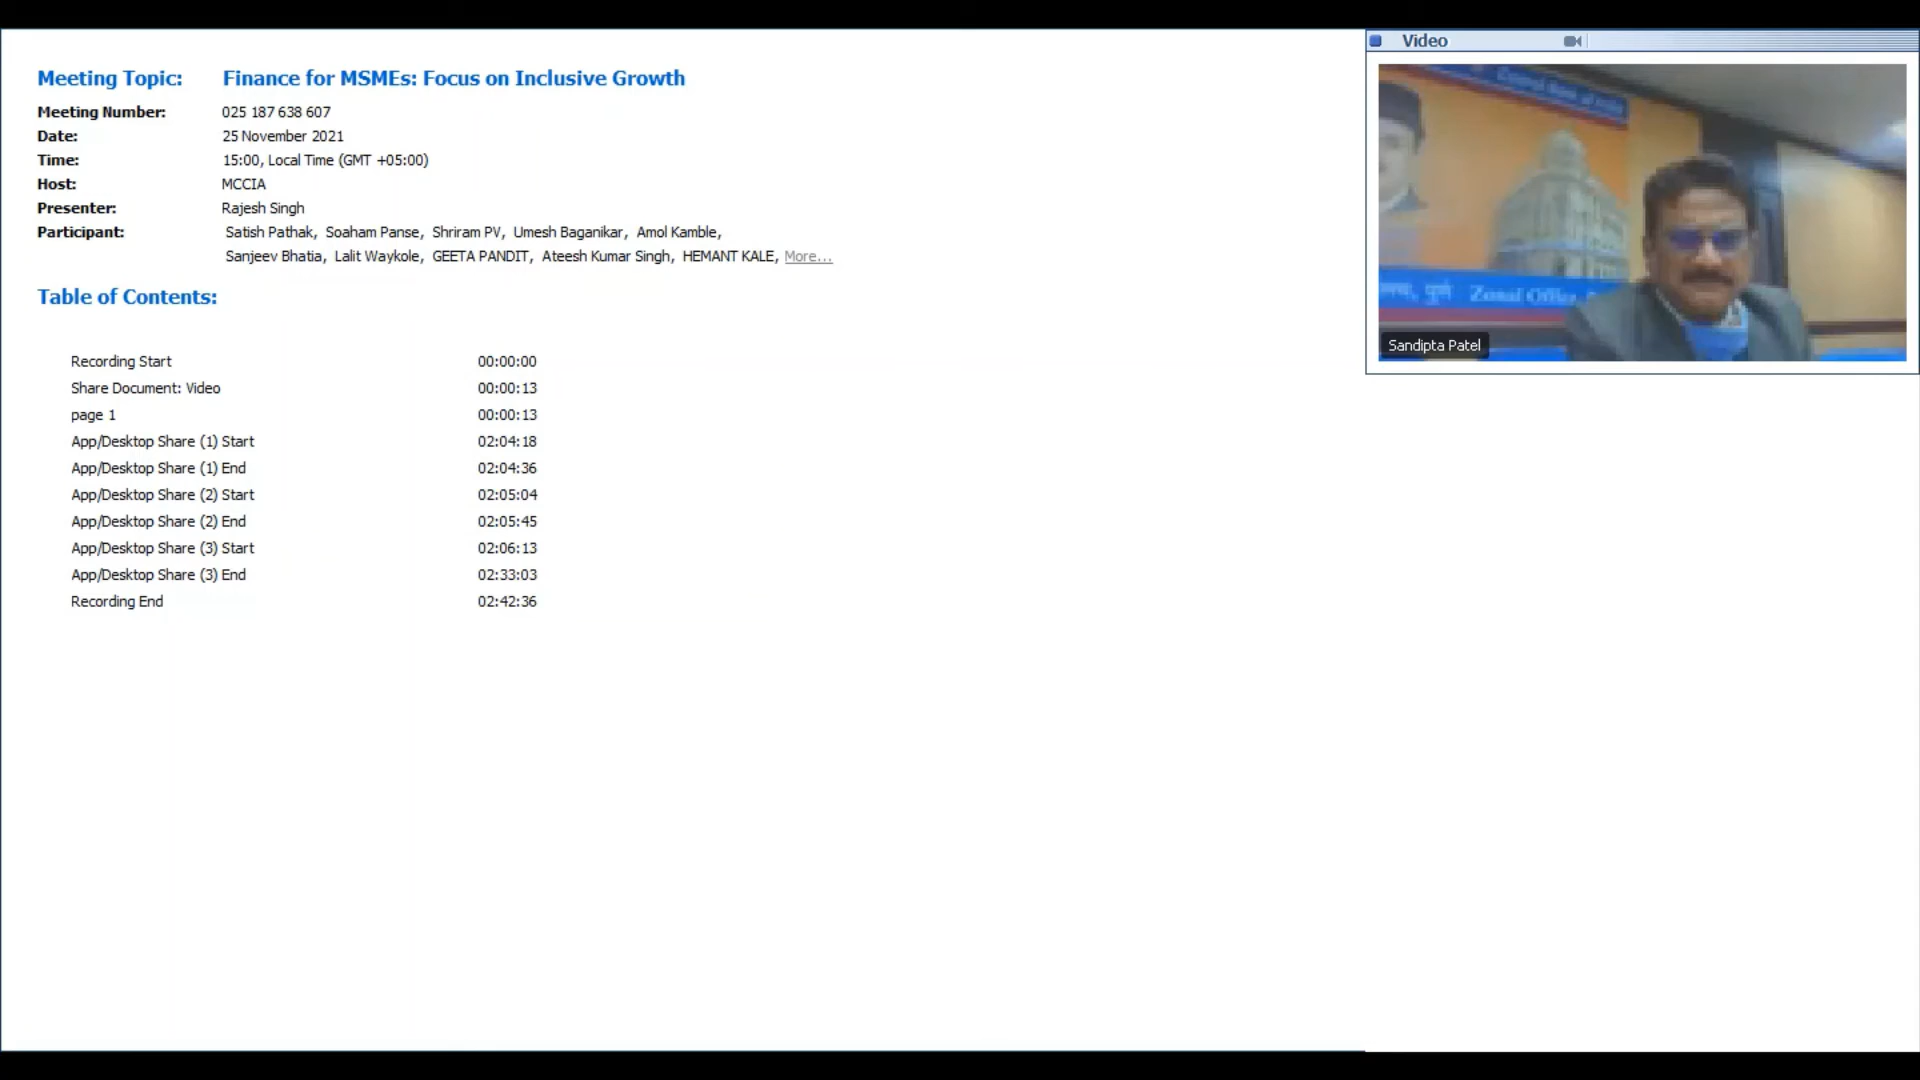 Meeting Topic: Finance for MSMEs: Focus on Inclusive Growth
Meeting Number: 025 187 638 607
Date: 25 November 2021
Time: 15:00, Local Time (GMT +05:00)
Host: MCCIA
Presenter: Rajesh Singh
Participant: Satish Pathak, Soaham Panse, Shriram PV, Umesh Baganikar, Amol Kamble,
Sanjeev Bhatia, Lalit Waykole, GEETA PANDIT, Ateesh Kumar Singh, HEMANT KALE, More...
Table of Contents:
Recording Start 00:00:00
Share Document: Video 00:00:13
page 1 00:00:13
App/Desktop Share (1) Start 02:04:18
App/Desktop Share (1) End 02:04:36
App/Desktop Share (2) Start 02:05:04
App/Desktop Share (2) End 02:05:45
App/Desktop Share (3) Start 02:06:13
App/Desktop Share (3) End 02:33:03
Recording End 02:42:36
Video
Central Bank of India
पुणे Zonal Office,
Sandipta Patel